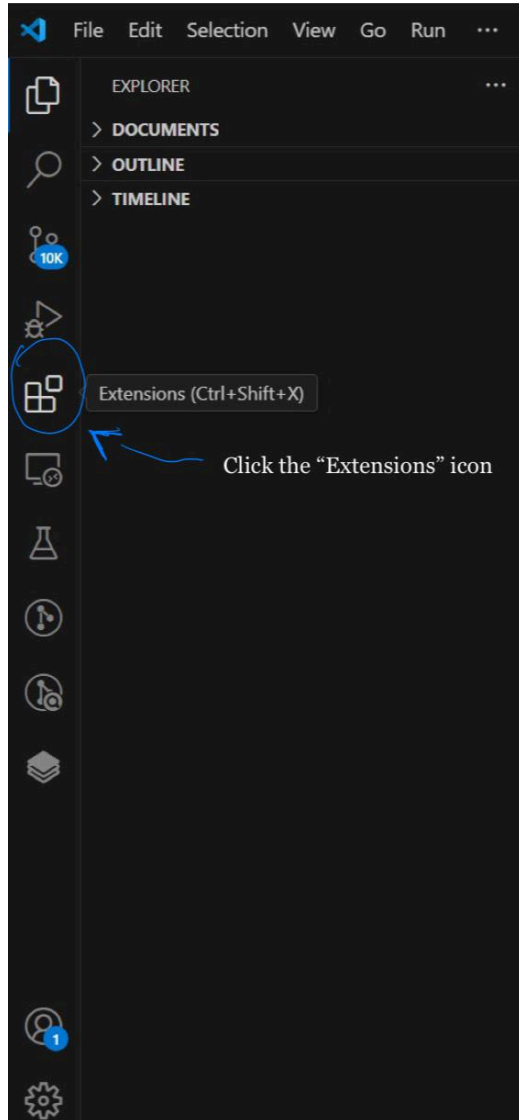 File Edit Selection View Go Run ···
EXPLORER ···
DOCUMENTS
OUTLINE
TIMELINE
10K
Extensions (Ctrl+Shift+X)
Click the “Extensions” icon
1